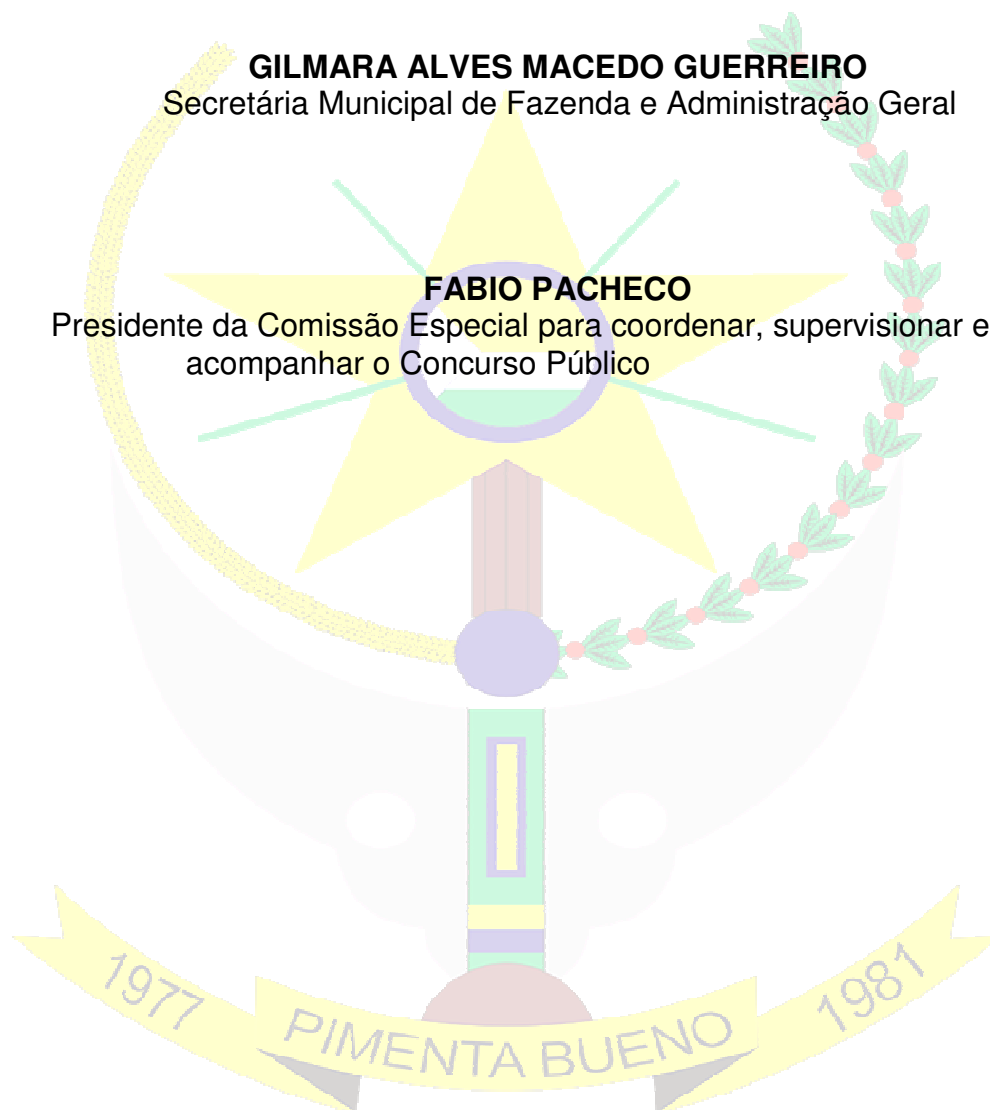 GILMARA ALVES MACEDO GUERREIRO
Secretária Municipal de Fazenda e Administração Geral
FABIO PACHECO
Presidente da Comissão Especial para coordenar, supervisionar e
acompanhar o Concurso Público
1977 PIMENTA BUENO 1981